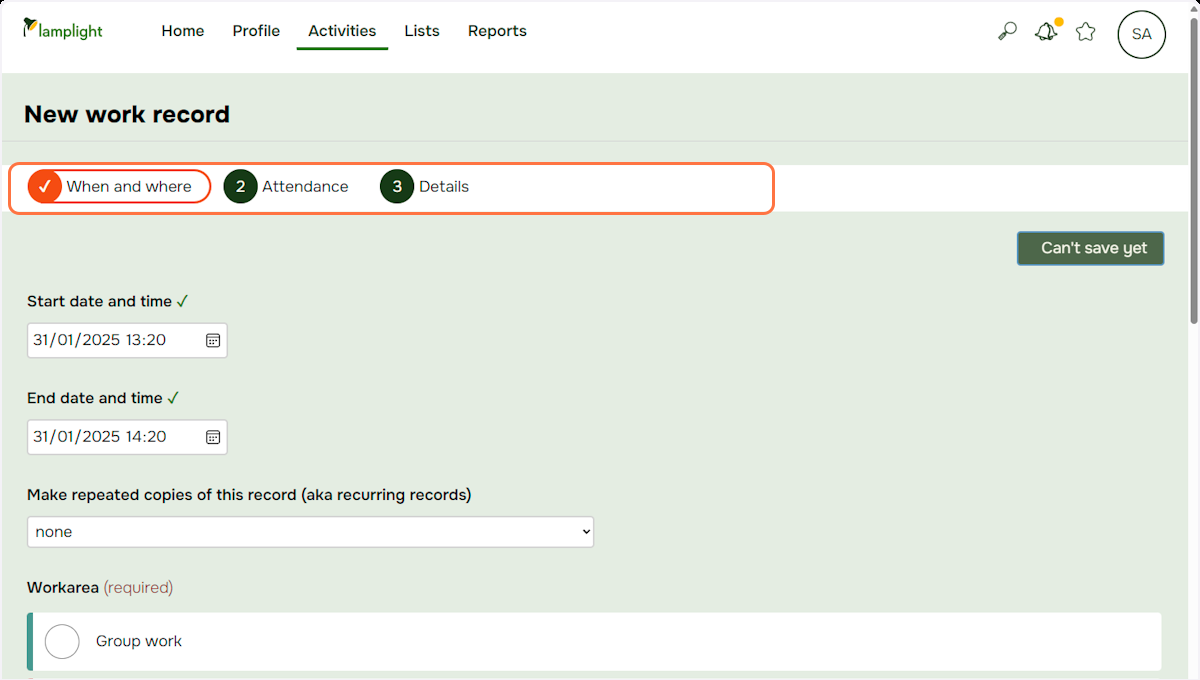 lamplight
Home Profile Activities Lists Reports
SA
New work record
✓ When and where 2 Attendance 3 Details
Can't save yet
Start date and time ✓
31/01/2025 13:20
End date and time ✓
31/01/2025 14:20
Make repeated copies of this record (aka recurring records)
none
Workarea (required)
Group work